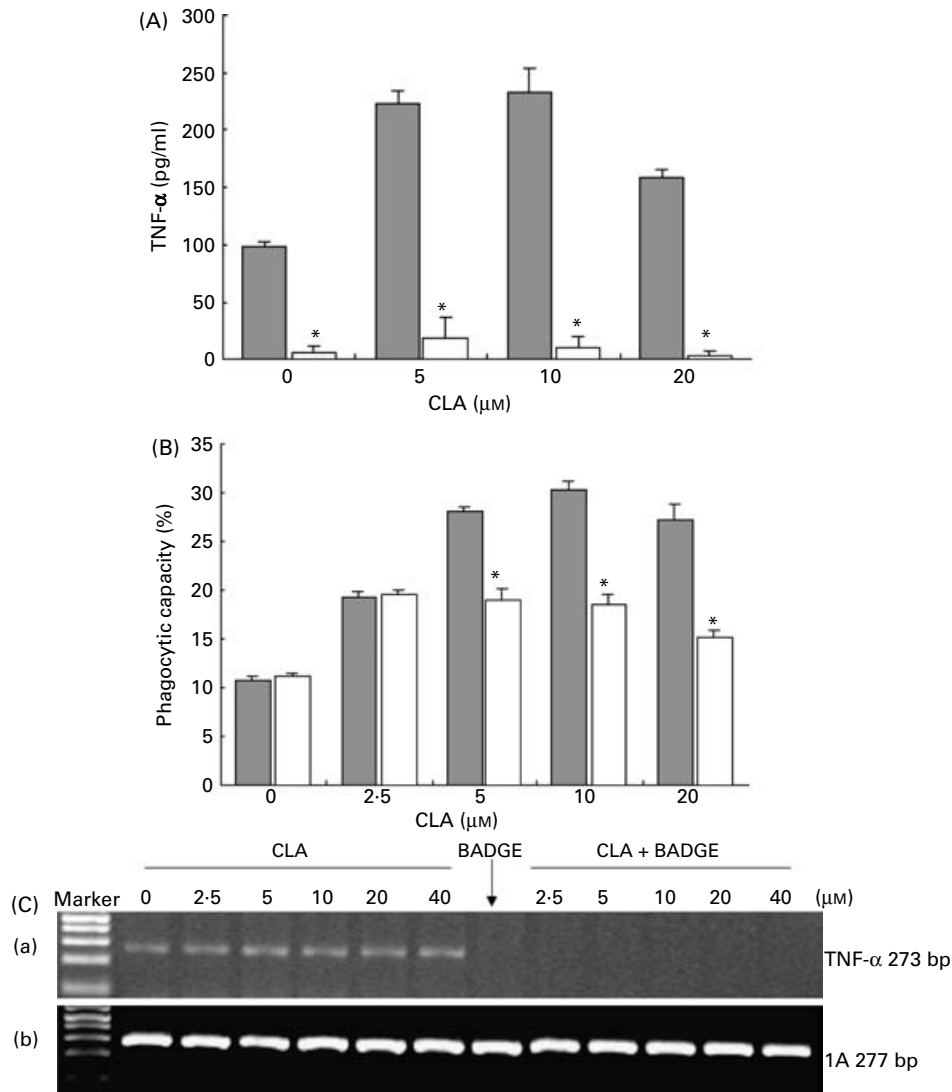 (A)
300
250
200
150
100
50
0
TNF-α (pg/ml)
*
*
*
*
0 5 10 20
CLA (μM)
(B)
35
30
25
20
15
10
5
0
Phagocytic capacity (%)
*
*
*
0 2·5 5 10 20
CLA (μM)
CLA BADGE CLA + BADGE
Marker 0 2·5 5 10 20 40 2·5 5 10 20 40 (μM)
(C)
(a) TNF-α 273 bp
(b) 1A 277 bp